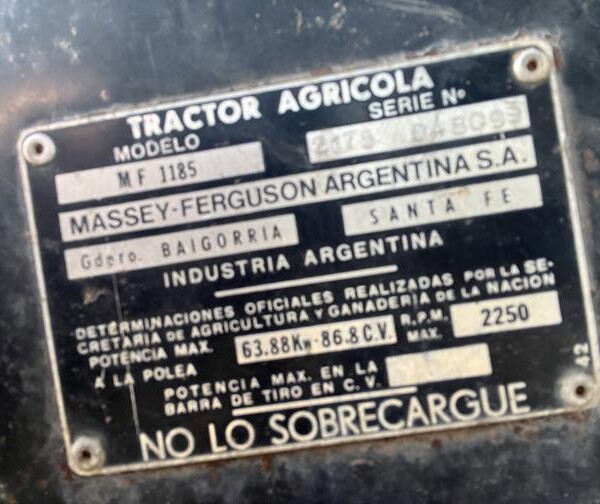 TRACTOR AGRICOLA
MODELO SERIE Nº
MF 1185
MASSEY-FERGUSON ARGENTINA S.A.
Gdero. BAIGORRIA SANTA FE
INDUSTRIA ARGENTINA
DETERMINACIONES OFICIALES REALIZADAS POR LA SE-
CRETARIA DE AGRICULTURA Y GANADERIA DE LA NACION
POTENCIA MAX. 63.88Kw-86.8C.V. R.P.M. 2250
A LA POLEA MAX.
POTENCIA MAX. EN LA
BARRA DE TIRO EN C.V.
42
NO LO SOBRECARGUE